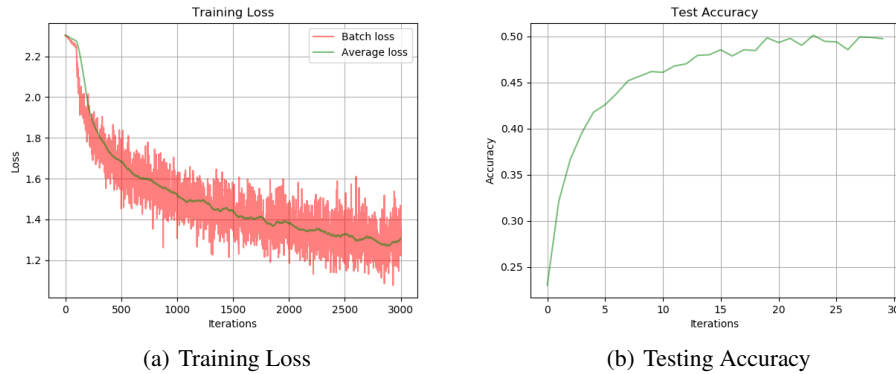 Training Loss
Batch loss
Average loss
2.2
2.0
1.8
1.6
1.4
1.2
Loss
0 500 1000 1500 2000 2500 3000
Iterations
(a) Training Loss
Test Accuracy
0.50
0.45
0.40
0.35
0.30
0.25
Accuracy
0 5 10 15 20 25 30
Iterations
(b) Testing Accuracy